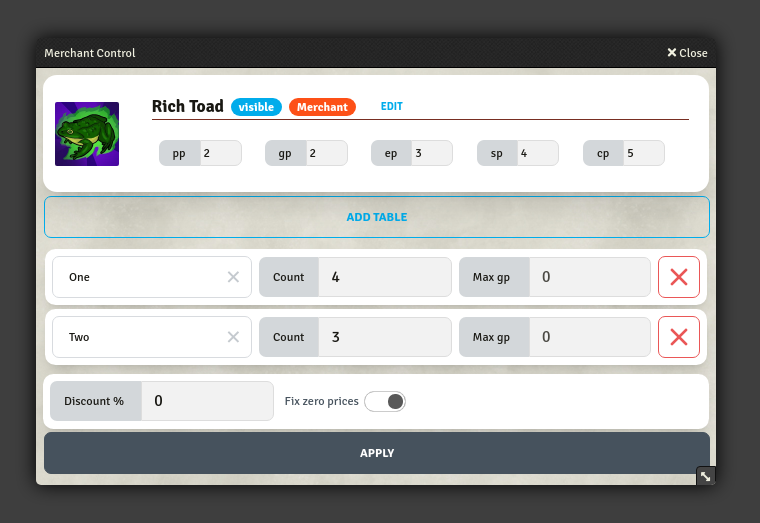 Merchant Control Close
Rich Toad visible Merchant EDIT
pp 2 gp 2 ep 3 sp 4 cp 5
ADD TABLE
One Count 4 Max gp 0
Two Count 3 Max gp 0
Discount % 0 Fix zero prices
APPLY